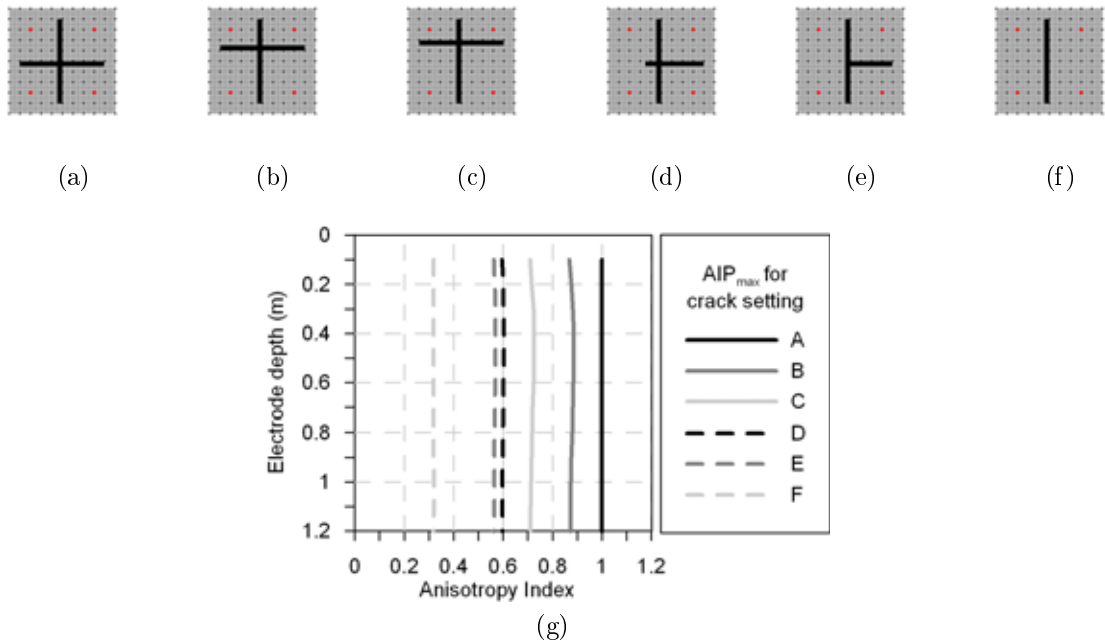 (a) (b) (c) (d) (e) (f)
0
0.2
0.4
0.6
0.8
1
1.2
Electrode depth (m)
0 0.2 0.4 0.6 0.8 1 1.2
Anisotropy Index
AIPmax for
crack setting
A
B
C
D
E
F
(g)